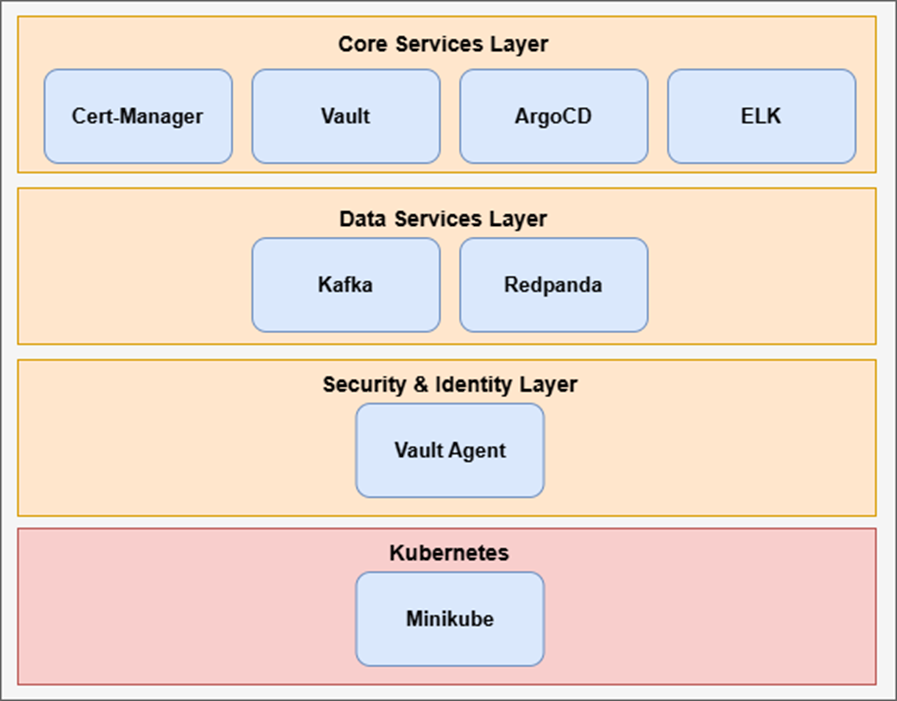 Core Services Layer
Cert-Manager
Vault
ArgoCD
ELK
Data Services Layer
Kafka
Redpanda
Security & Identity Layer
Vault Agent
Kubernetes
Minikube